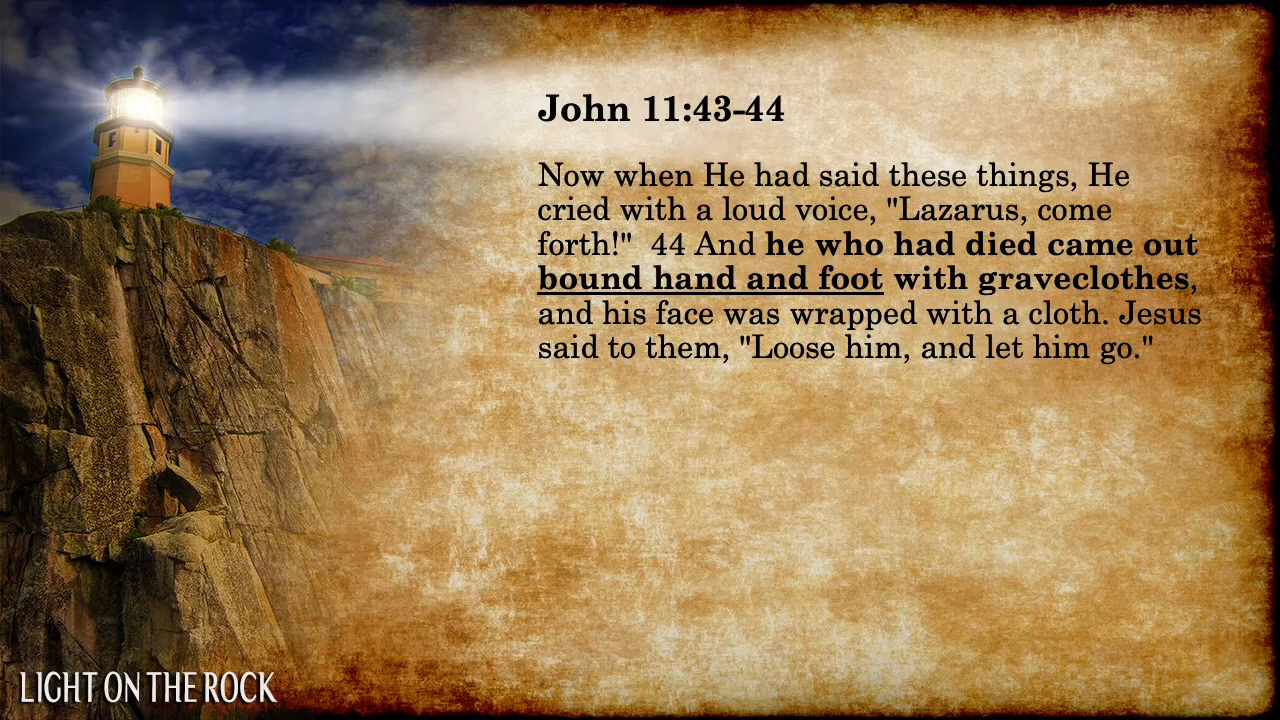 John 11:43-44
Now when He had said these things, He
cried with a loud voice, "Lazarus, come
forth!"  44 And he who had died came out
bound hand and foot with graveclothes,
and his face was wrapped with a cloth. Jesus
said to them, "Loose him, and let him go."
LIGHT ON THE ROCK